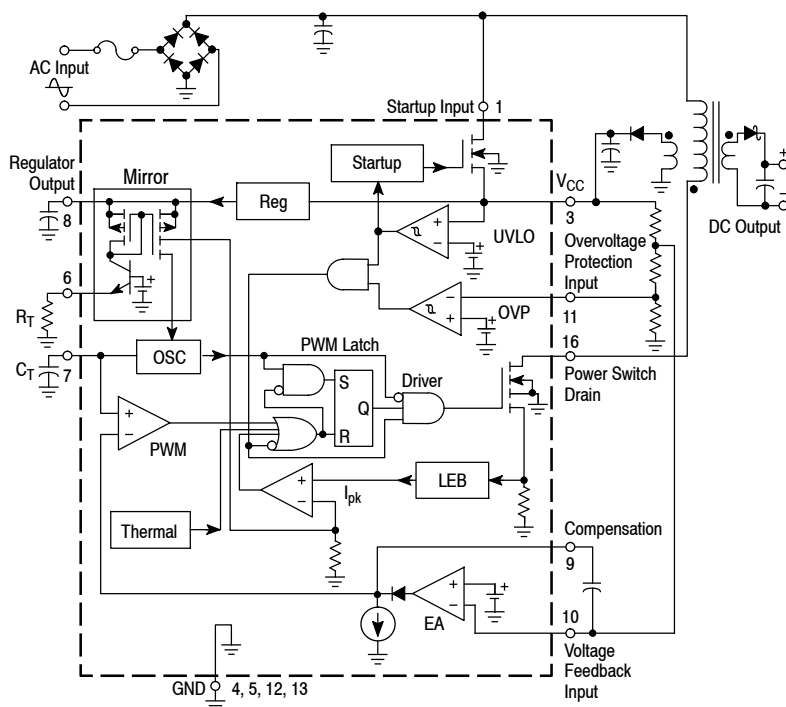 AC Input
Startup Input
1
Regulator
Output
8
Mirror
Startup
Reg
VCC
3
UVLO
DC Output
+
−
+
−
+
6
+
RT
Overvoltage
Protection
Input
11
−
+
OVP
+
16
Power Switch
Drain
OSC
PWM Latch
CT
7
S
Q
R
Driver
+
−
PWM
LEB
+
−
Ipk
Thermal
Compensation
9
+
−
+
EA
10
Voltage
Feedback
Input
GND
4, 5, 12, 13